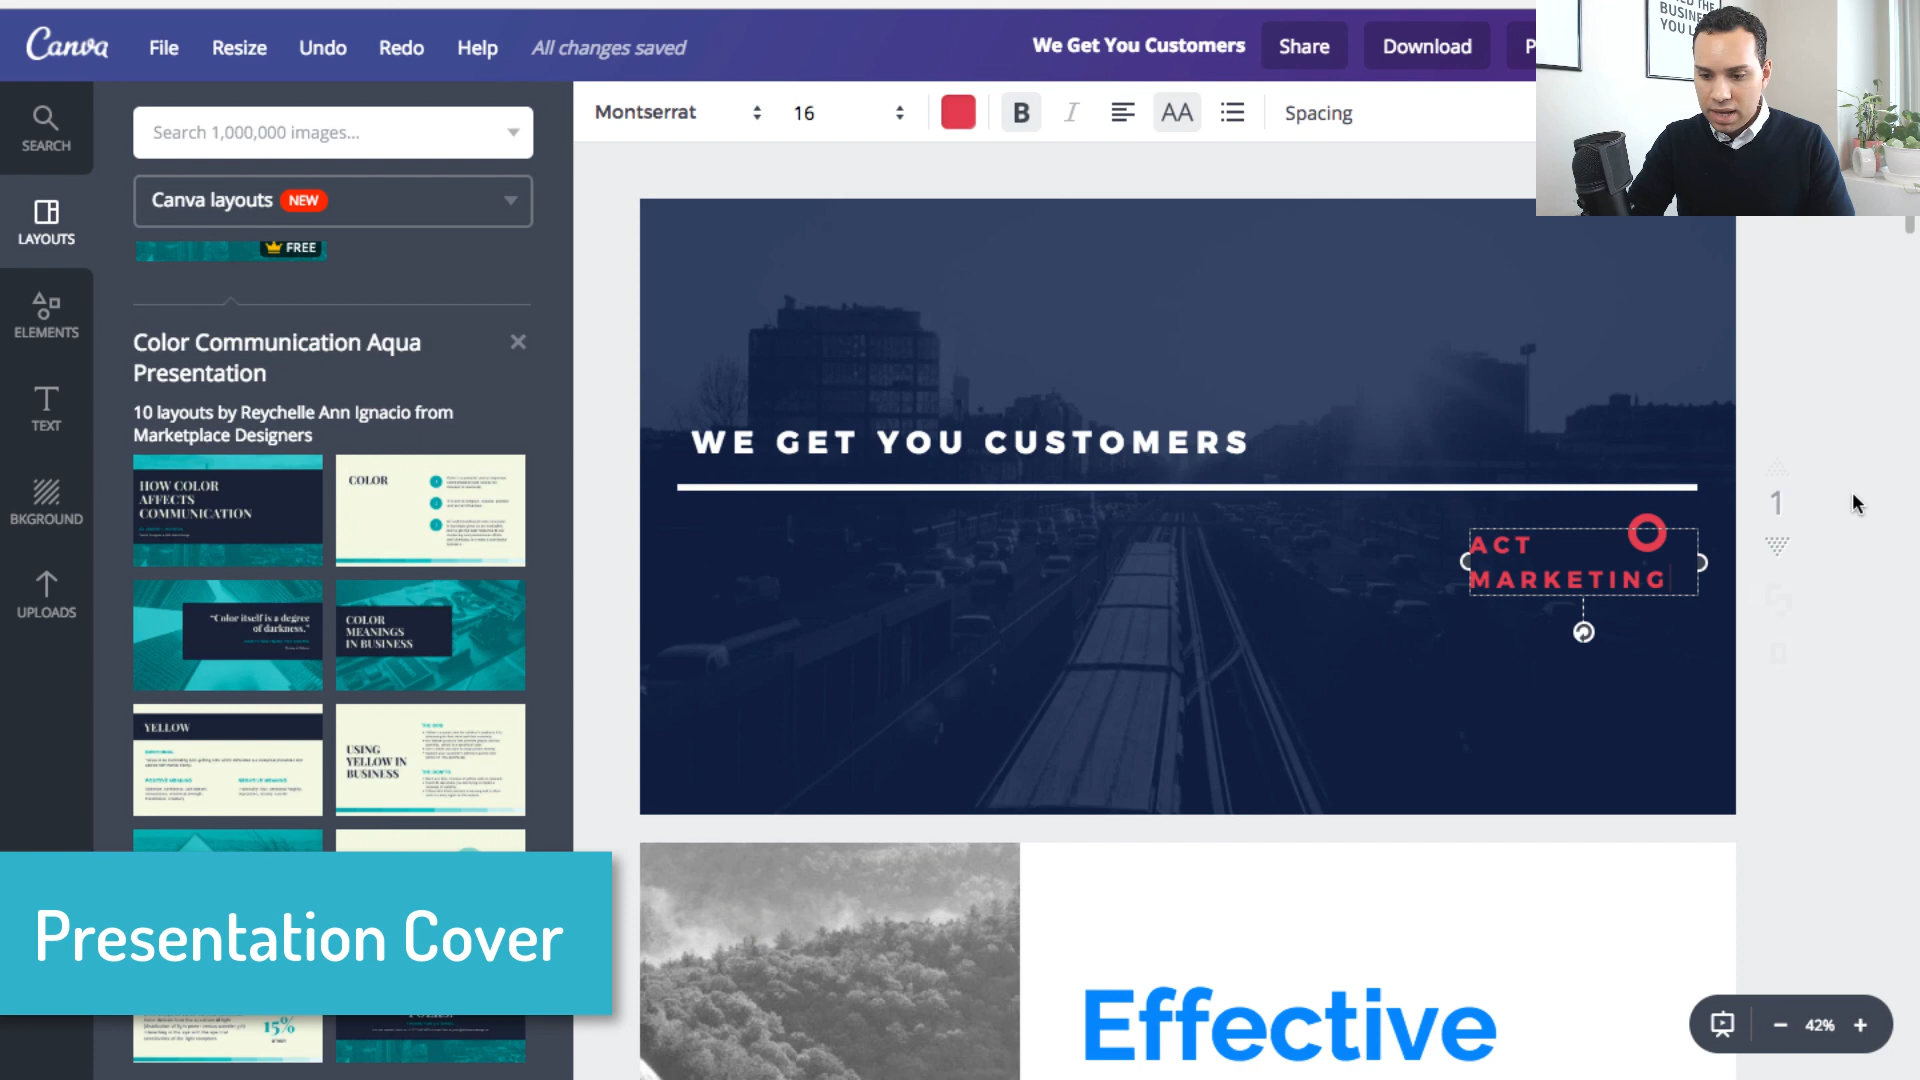 Canva File Resize Undo Redo Help All changes saved We Get You Customers Share Download P
BUSINE
YOU
Search 1,000,000 images...
Montserrat 16 B I AA Spacing
SEARCH
Canva layouts NEW
LAYOUTS
FREE
ELEMENTS
Color Communication Aqua
Presentation
TEXT
10 layouts by Reychelle Ann Ignacio from
Marketplace Designers
BKGROUND
UPLOADS
HOW COLOR
AFFECTS
COMMUNICATION
COLOR
"Color itself is a degree
of darkness."
COLOR
MEANINGS
IN BUSINESS
YELLOW
USING
YELLOW IN
BUSINESS
15%
WE GET YOU CUSTOMERS
ACT
MARKETING
1
Presentation Cover
Effective
42%